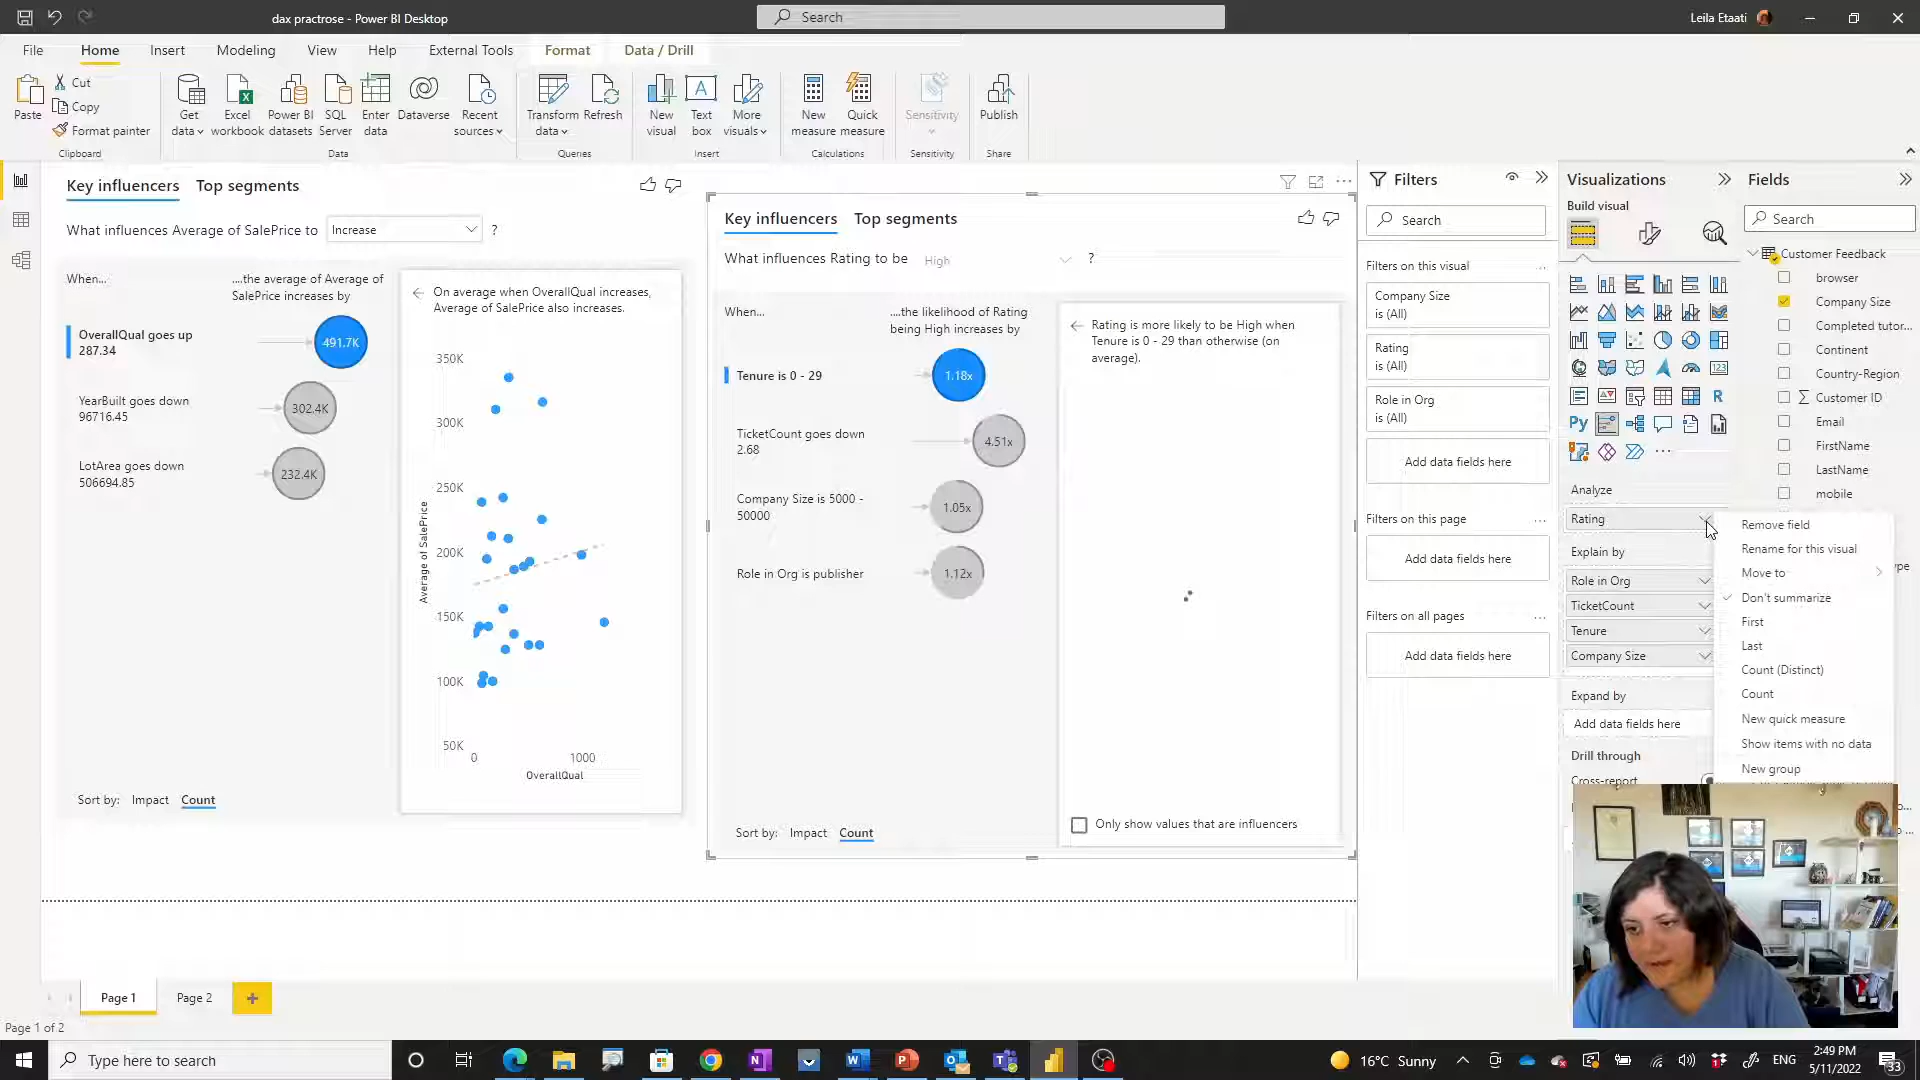 dax practrose - Power BI Desktop
Search
Leila Etaati
File
Home
Insert
Modeling
View
Help
External Tools
Format
Data / Drill
Paste
Cut
Copy
Format painter
Clipboard
Get data
Excel workbook
Power BI datasets
SQL Server
Enter data
Dataverse
Recent sources
Data
Transform data
Refresh
Queries
New visual
Text box
More visuals
Insert
New measure
Quick measure
Calculations
Sensitivity
Sensitivity
Publish
Share
Key influencers
Top segments
What influences Average of SalePrice to
Increase
?
When...
....the average of Average of
SalePrice increases by
OverallQual goes up
287.34
491.7K
YearBuilt goes down
96716.45
302.4K
LotArea goes down
506694.85
232.4K
Sort by:
Impact
Count
On average when OverallQual increases,
Average of SalePrice also increases.
350K
300K
250K
200K
150K
100K
50K
Average of SalePrice
0
1000
OverallQual
Key influencers
Top segments
What influences Rating to be
High
?
When...
....the likelihood of Rating
being High increases by
Tenure is 0 - 29
1.18x
TicketCount goes down
2.68
4.51x
Company Size is 5000 -
50000
1.05x
Role in Org is publisher
1.12x
Sort by:
Impact
Count
Rating is more likely to be High when
Tenure is 0 - 29 than otherwise (on
average).
Only show values that are influencers
Filters
Search
Filters on this visual
Company Size
is (All)
Rating
is (All)
Role in Org
is (All)
Add data fields here
Filters on this page
Add data fields here
Filters on all pages
Add data fields here
Visualizations
Build visual
R
Py
123
Analyze
Rating
Explain by
Role in Org
TicketCount
Tenure
Company Size
Expand by
Add data fields here
Drill through
Cross-report
Fields
Search
Customer Feedback
browser
Company Size
Completed tutor...
Continent
Country-Region
Customer ID
Email
FirstName
LastName
mobile
Remove field
Rename for this visual
Move to
Don't summarize
First
Last
Count (Distinct)
Count
New quick measure
Show items with no data
New group
Page 1
Page 2
Page 1 of 2
Type here to search
16°C Sunny
ENG
2:49 PM
5/11/2022
33